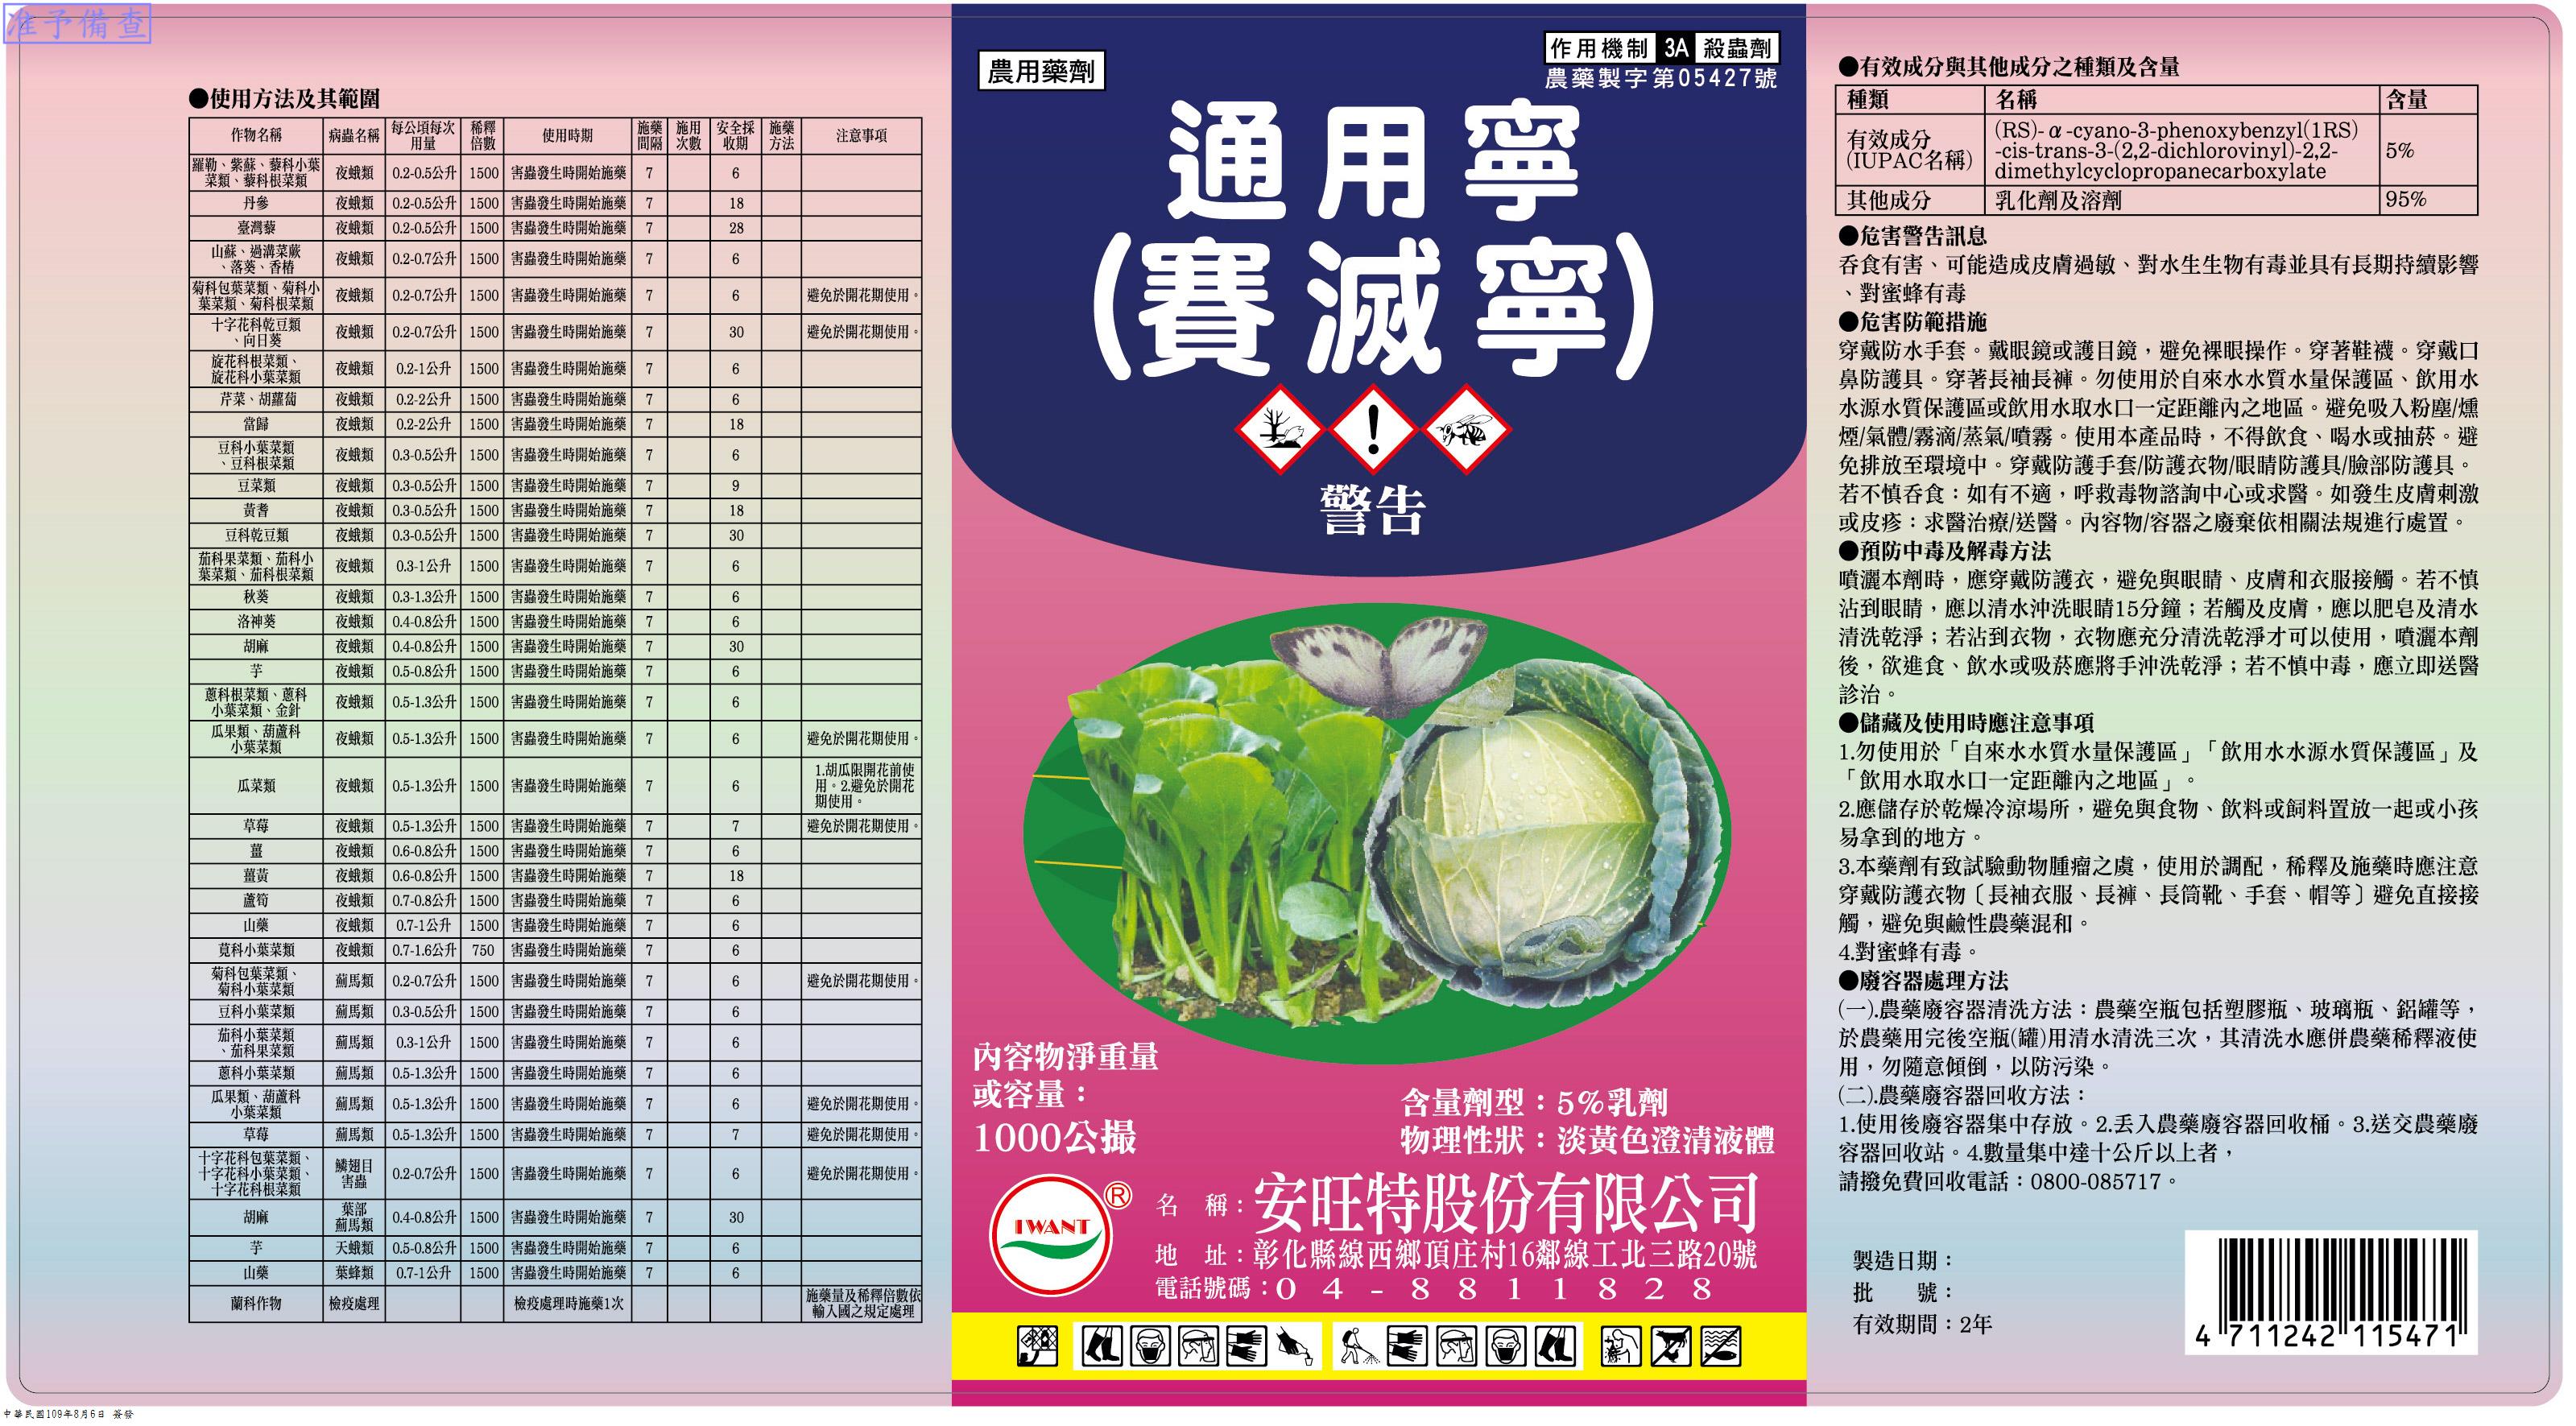 准予備查
●使用方法及其範圍
作物名稱 病蟲名稱 每公頃每次用量 稀釋倍數 使用時期 施藥間隔 施用次數 安全採收期 施藥方法 注意事項
羅勒、紫蘇、藜科小葉菜類、藜科根菜類 夜蛾類 0.2-0.5公升 1500 害蟲發生時開始施藥 7 6
丹參 夜蛾類 0.2-0.5公升 1500 害蟲發生時開始施藥 7 18
臺灣藜 夜蛾類 0.2-0.5公升 1500 害蟲發生時開始施藥 7 28
山蘇、過溝菜蕨、落葵、香椿 夜蛾類 0.2-0.7公升 1500 害蟲發生時開始施藥 7 6
菊科包葉菜類、菊科小葉菜類、菊科根菜類 夜蛾類 0.2-0.7公升 1500 害蟲發生時開始施藥 7 6 避免於開花期使用。
十字花科乾豆類、向日葵 夜蛾類 0.2-0.7公升 1500 害蟲發生時開始施藥 7 30 避免於開花期使用。
旋花科根菜類、旋花科小葉菜類 夜蛾類 0.2-1公升 1500 害蟲發生時開始施藥 7 6
芹菜、胡蘿蔔 夜蛾類 0.2-2公升 1500 害蟲發生時開始施藥 7 6
當歸 夜蛾類 0.2-2公升 1500 害蟲發生時開始施藥 7 18
豆科小葉菜類、豆科根菜類 夜蛾類 0.3-0.5公升 1500 害蟲發生時開始施藥 7 6
豆菜類 夜蛾類 0.3-0.5公升 1500 害蟲發生時開始施藥 7 9
黃耆 夜蛾類 0.3-0.5公升 1500 害蟲發生時開始施藥 7 18
豆科乾豆類 夜蛾類 0.3-0.5公升 1500 害蟲發生時開始施藥 7 30
茄科果菜類、茄科小葉菜類、茄科根菜類 夜蛾類 0.3-1公升 1500 害蟲發生時開始施藥 7 6
秋葵 夜蛾類 0.3-1.3公升 1500 害蟲發生時開始施藥 7 6
洛神葵 夜蛾類 0.4-0.8公升 1500 害蟲發生時開始施藥 7 6
胡麻 夜蛾類 0.4-0.8公升 1500 害蟲發生時開始施藥 7 30
芋 夜蛾類 0.5-0.8公升 1500 害蟲發生時開始施藥 7 6
蔥科根菜類、蔥科小葉菜類、金針 夜蛾類 0.5-1.3公升 1500 害蟲發生時開始施藥 7 6
瓜果類、葫蘆科小葉菜類 夜蛾類 0.5-1.3公升 1500 害蟲發生時開始施藥 7 6 避免於開花期使用。
瓜菜類 夜蛾類 0.5-1.3公升 1500 害蟲發生時開始施藥 7 6 1.胡瓜限開花前使用。2.避免於開花期使用。
草莓 夜蛾類 0.5-1.3公升 1500 害蟲發生時開始施藥 7 7 避免於開花期使用。
薑 夜蛾類 0.6-0.8公升 1500 害蟲發生時開始施藥 7 6
薑黃 夜蛾類 0.6-0.8公升 1500 害蟲發生時開始施藥 7 18
蘆筍 夜蛾類 0.7-0.8公升 1500 害蟲發生時開始施藥 7 6
山藥 夜蛾類 0.7-1公升 1500 害蟲發生時開始施藥 7 6
莧科小葉菜類 夜蛾類 0.7-1.6公升 750 害蟲發生時開始施藥 7 6
菊科包葉菜類、菊科小葉菜類 薊馬類 0.2-0.7公升 1500 害蟲發生時開始施藥 7 6 避免於開花期使用。
豆科小葉菜類 薊馬類 0.3-0.5公升 1500 害蟲發生時開始施藥 7 6
茄科小葉菜類、茄科果菜類 薊馬類 0.3-1公升 1500 害蟲發生時開始施藥 7 6
蔥科小葉菜類 薊馬類 0.5-1.3公升 1500 害蟲發生時開始施藥 7 6
瓜果類、葫蘆科小葉菜類 薊馬類 0.5-1.3公升 1500 害蟲發生時開始施藥 7 6 避免於開花期使用。
草莓 薊馬類 0.5-1.3公升 1500 害蟲發生時開始施藥 7 7 避免於開花期使用。
十字花科包葉菜類、十字花科小葉菜類、十字花科根菜類 鱗翅目害蟲 0.2-0.7公升 1500 害蟲發生時開始施藥 7 6 避免於開花期使用。
胡麻 葉部薊馬類 0.4-0.8公升 1500 害蟲發生時開始施藥 7 30
芋 天蛾類 0.5-0.8公升 1500 害蟲發生時開始施藥 7 6
山藥 葉蜂類 0.7-1公升 1500 害蟲發生時開始施藥 7 6
蘭科作物 檢疫處理 檢疫處理時施藥1次 施藥量及稀釋倍數依輸入國之規定處理
農用藥劑
作用機制 3A 殺蟲劑
農藥製字第05427號
通用寧
(賽滅寧)
警告
內容物淨重量
或容量：
1000公撮
含量劑型：5%乳劑
物理性狀：淡黃色澄清液體
IWANT ®
名 稱：安旺特股份有限公司
地 址：彰化縣線西鄉頂庄村16鄰線工北三路20號
電話號碼：04-8811828
●有效成分與其他成分之種類及含量
種類 名稱 含量
有效成分(IUPAC名稱) (RS)-α-cyano-3-phenoxybenzyl(1RS)-cis-trans-3-(2,2-dichlorovinyl)-2,2-dimethylcyclopropanecarboxylate 5%
其他成分 乳化劑及溶劑 95%
●危害警告訊息
吞食有害、可能造成皮膚過敏、對水生生物有毒並具有長期持續影響
、對蜜蜂有毒
●危害防範措施
穿戴防水手套。戴眼鏡或護目鏡，避免裸眼操作。穿著鞋襪。穿戴口
鼻防護具。穿著長袖長褲。勿使用於自來水水質水量保護區、飲用水
水源水質保護區或飲用水取水口一定距離內之地區。避免吸入粉塵/燻
煙/氣體/霧滴/蒸氣/噴霧。使用本產品時，不得飲食、喝水或抽菸。避
免排放至環境中。穿戴防護手套/防護衣物/眼睛防護具/臉部防護具。
若不慎吞食：如有不適，呼救毒物諮詢中心或求醫。如發生皮膚刺激
或皮疹：求醫治療/送醫。內容物/容器之廢棄依相關法規進行處置。
●預防中毒及解毒方法
噴灑本劑時，應穿戴防護衣，避免與眼睛、皮膚和衣服接觸。若不慎
沾到眼睛，應以清水沖洗眼睛15分鐘；若觸及皮膚，應以肥皂及清水
清洗乾淨；若沾到衣物，衣物應充分清洗乾淨才可以使用，噴灑本劑
後，欲進食、飲水或吸菸應將手沖洗乾淨；若不慎中毒，應立即送醫
診治。
●儲藏及使用時應注意事項
1.勿使用於「自來水水質水量保護區」「飲用水水源水質保護區」及
「飲用水取水口一定距離內之地區」。
2.應儲存於乾燥冷涼場所，避免與食物、飲料或飼料置放一起或小孩
易拿到的地方。
3.本藥劑有致試驗動物腫瘤之虞，使用於調配，稀釋及施藥時應注意
穿戴防護衣物〔長袖衣服、長褲、長筒靴、手套、帽等〕避免直接接
觸，避免與鹼性農藥混和。
4.對蜜蜂有毒。
●廢容器處理方法
(一).農藥廢容器清洗方法：農藥空瓶包括塑膠瓶、玻璃瓶、鋁罐等，
於農藥用完後空瓶(罐)用清水清洗三次，其清洗水應併農藥稀釋液使
用，勿隨意傾倒，以防污染。
(二).農藥廢容器回收方法：
1.使用後廢容器集中存放。2.丟入農藥廢容器回收桶。3.送交農藥廢
容器回收站。4.數量集中達十公斤以上者，
請撥免費回收電話：0800-085717。
製造日期：
批 號：
有效期間：2年
4 711242 115471
中華民國109年8月6日 簽發